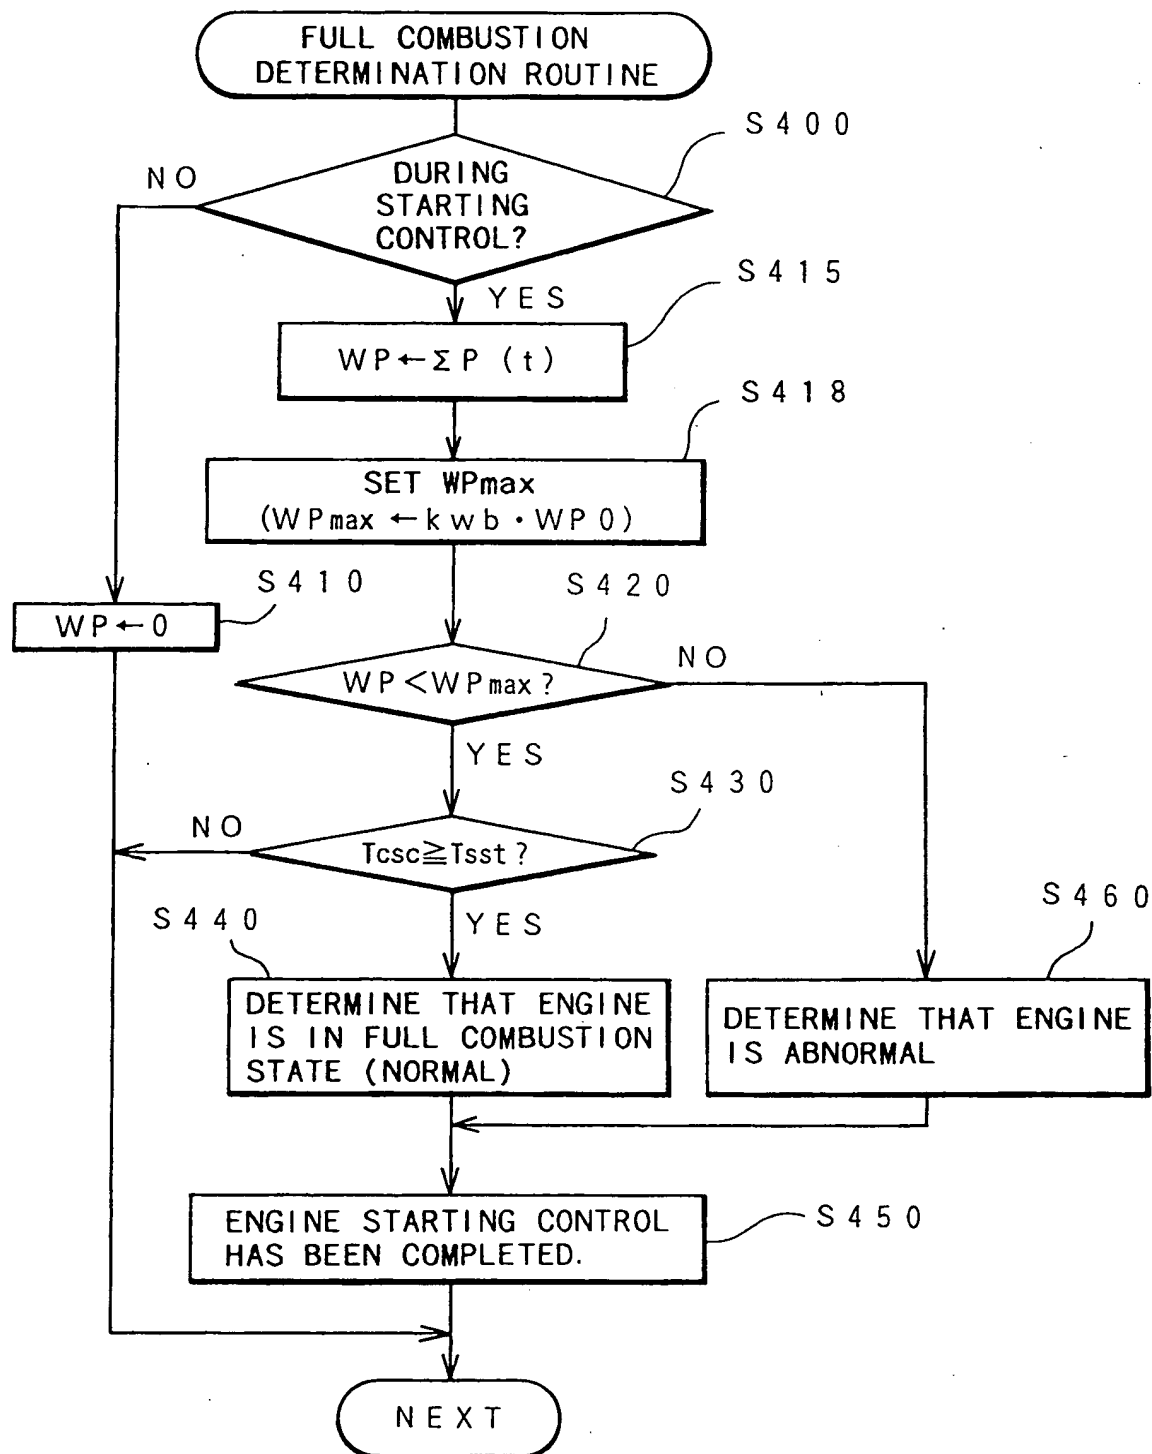 FULL COMBUSTION
DETERMINATION ROUTINE
S400
NO
DURING
STARTING
CONTROL?
S415
YES
WP←ΣP (t)
S418
SET WPmax
(WPmax ←kwb・WP0)
S410
S420
WP←0
NO
WP<WPmax?
YES
S430
NO
Tcsc≧Tsst?
S460
S440
YES
DETERMINE THAT ENGINE
IS IN FULL COMBUSTION
STATE (NORMAL)
DETERMINE THAT ENGINE
IS ABNORMAL
S450
ENGINE STARTING CONTROL
HAS BEEN COMPLETED.
NEXT